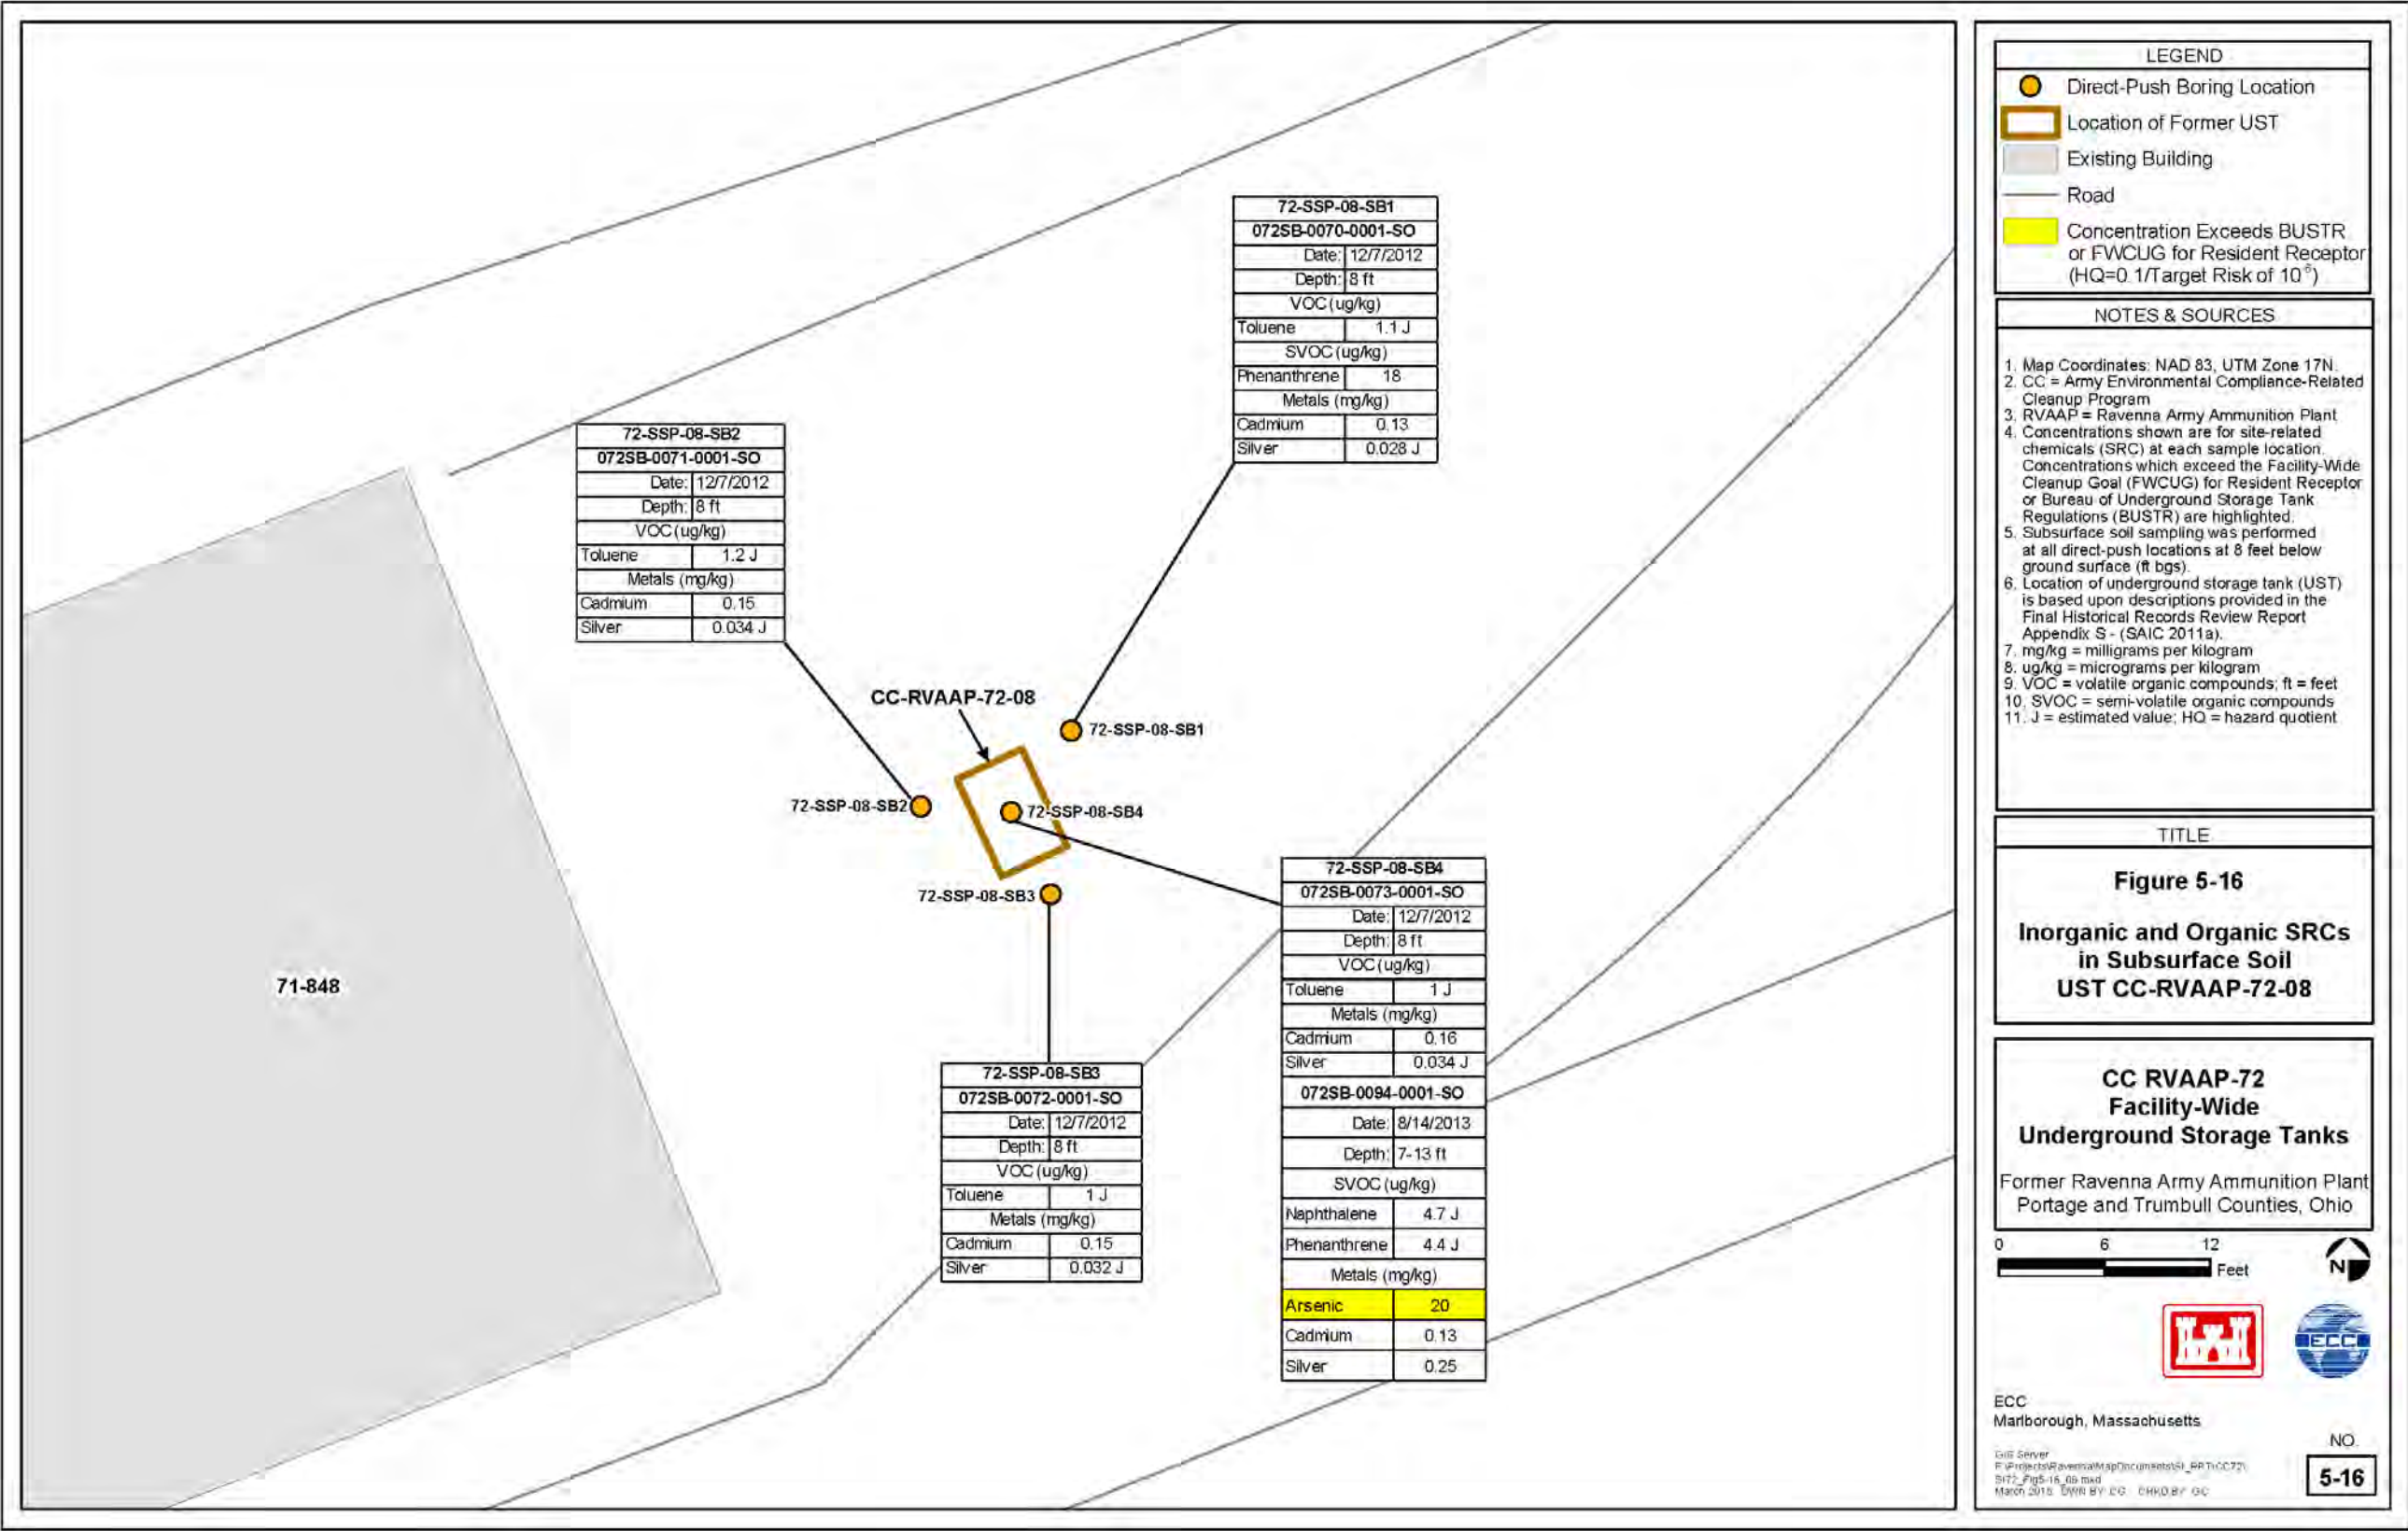 72-SSP-08-SB1
072SB-0070-0001-SO
Date: 12/7/2012
Depth: 8 ft
VOC (ug/kg)
Toluene 1.1 J
SVOC (ug/kg)
Phenanthrene 18
Metals (mg/kg)
Cadmium 0.13
Silver 0.028 J
72-SSP-08-SB2
072SB-0071-0001-SO
Date: 12/7/2012
Depth: 8 ft
VOC (ug/kg)
Toluene 1.2 J
Metals (mg/kg)
Cadmium 0.15
Silver 0.034 J
CC-RVAAP-72-08
72-SSP-08-SB1
72-SSP-08-SB2
72-SSP-08-SB4
72-SSP-08-SB3
71-848
72-SSP-08-SB3
072SB-0072-0001-SO
Date: 12/7/2012
Depth: 8 ft
VOC (ug/kg)
Toluene 1 J
Metals (mg/kg)
Cadmium 0.15
Silver 0.032 J
72-SSP-08-SB4
072SB-0073-0001-SO
Date: 12/7/2012
Depth: 8 ft
VOC (ug/kg)
Toluene 1 J
Metals (mg/kg)
Cadmium 0.16
Silver 0.034 J
072SB-0094-0001-SO
Date: 8/14/2013
Depth: 7-13 ft
SVOC (ug/kg)
Naphthalene 4.7 J
Phenanthrene 4.4 J
Metals (mg/kg)
Arsenic 20
Cadmium 0.13
Silver 0.25
LEGEND
Direct-Push Boring Location
Location of Former UST
Existing Building
Road
Concentration Exceeds BUSTR
or FWCUG for Resident Receptor
(HQ=0.1/Target Risk of 10⁻⁶)
NOTES & SOURCES
1. Map Coordinates: NAD 83, UTM Zone 17N.
2. CC = Army Environmental Compliance-Related
Cleanup Program
3. RVAAP = Ravenna Army Ammunition Plant
4. Concentrations shown are for site-related
chemicals (SRC) at each sample location.
Concentrations which exceed the Facility-Wide
Cleanup Goal (FWCUG) for Resident Receptor
or Bureau of Underground Storage Tank
Regulations (BUSTR) are highlighted.
5. Subsurface soil sampling was performed
at all direct-push locations at 8 feet below
ground surface (ft bgs).
6. Location of underground storage tank (UST)
is based upon descriptions provided in the
Final Historical Records Review Report
Appendix S - (SAIC 2011a).
7. mg/kg = milligrams per kilogram
8. ug/kg = micrograms per kilogram
9. VOC = volatile organic compounds; ft = feet
10. SVOC = semi-volatile organic compounds
11. J = estimated value; HQ = hazard quotient
TITLE
Figure 5-16
Inorganic and Organic SRCs
in Subsurface Soil
UST CC-RVAAP-72-08
CC RVAAP-72
Facility-Wide
Underground Storage Tanks
Former Ravenna Army Ammunition Plant
Portage and Trumbull Counties, Ohio
0 6 12
Feet
N
ECC
ECC
Marlborough, Massachusetts
GIS Server
NO.
5-16